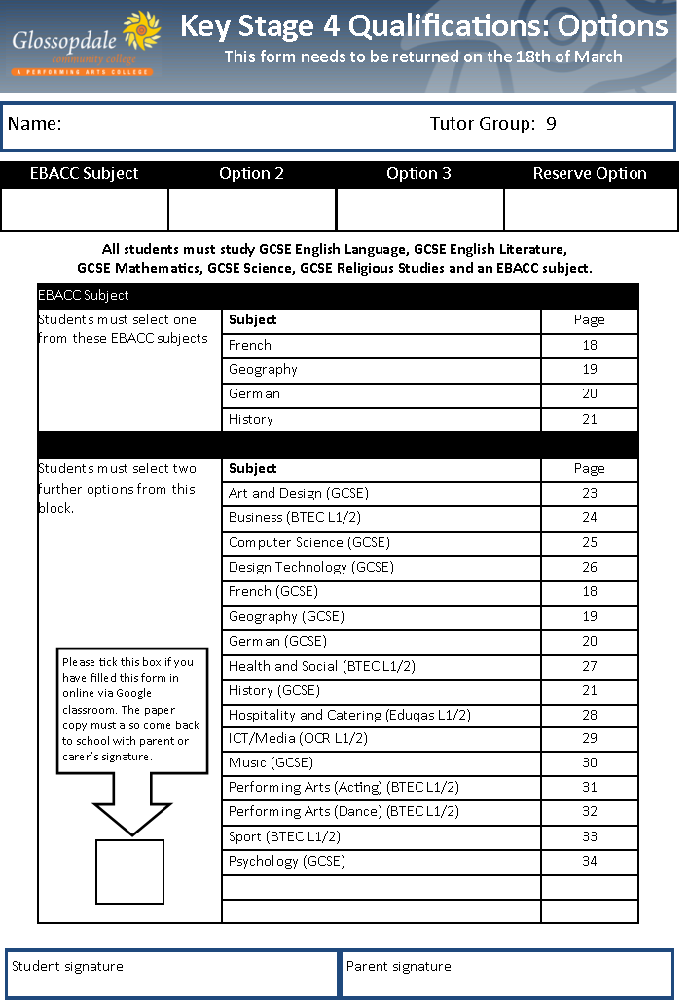 Glossopdale
community college
A PERFORMING ARTS COLLEGE
Key Stage 4 Qualifications: Options
This form needs to be returned on the 18th of March
Name: Tutor Group: 9
EBACC Subject Option 2 Option 3 Reserve Option
All students must study GCSE English Language, GCSE English Literature,
GCSE Mathematics, GCSE Science, GCSE Religious Studies and an EBACC subject.
EBACC Subject
Students must select one
from these EBACC subjects
Subject Page
French 18
Geography 19
German 20
History 21
Students must select two
further options from this
block.
Subject Page
Art and Design (GCSE) 23
Business (BTEC L1/2) 24
Computer Science (GCSE) 25
Design Technology (GCSE) 26
French (GCSE) 18
Geography (GCSE) 19
German (GCSE) 20
Health and Social (BTEC L1/2) 27
History (GCSE) 21
Hospitality and Catering (Eduqas L1/2) 28
ICT/Media (OCR L1/2) 29
Music (GCSE) 30
Performing Arts (Acting) (BTEC L1/2) 31
Performing Arts (Dance) (BTEC L1/2) 32
Sport (BTEC L1/2) 33
Psychology (GCSE) 34
Please tick this box if you
have filled this form in
online via Google
classroom. The paper
copy must also come back
to school with parent or
carer's signature.
Student signature Parent signature